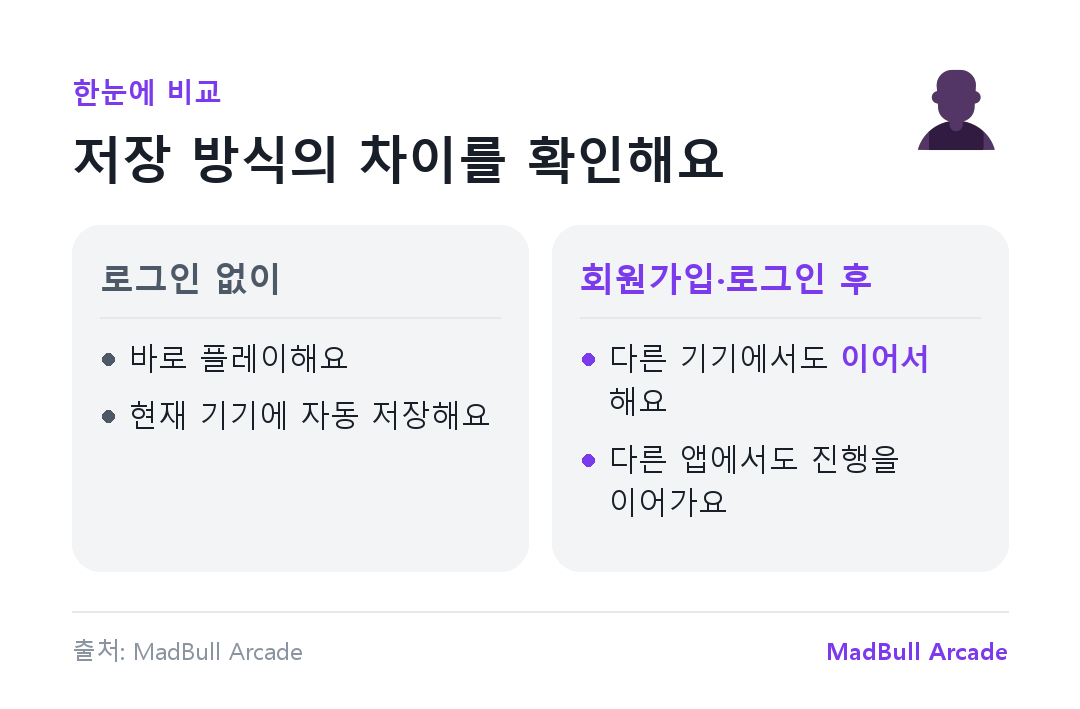 한눈에 비교
저장 방식의 차이를 확인해요
로그인 없이
바로 플레이해요
현재 기기에 자동 저장해요
회원가입·로그인 후
다른 기기에서도 이어서
해요
다른 앱에서도 진행을
이어가요
출처: MadBull Arcade
MadBull Arcade